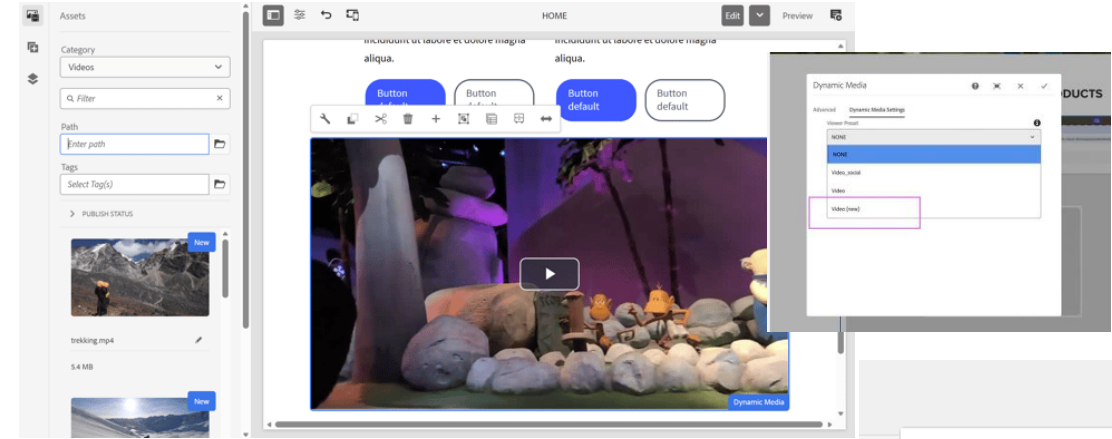 Assets
Category
Videos
Filter
Path
Enter path
Tags
Select Tag(s)
PUBLISH STATUS
New
trekking.mp4
5.4 MB
New
HOME
Edit
Preview
incididunt ut labore et dolore magna
aliqua.
incididunt ut labore et dolore magna
aliqua.
Button
default
Button
default
Button
default
Button
default
Dynamic Media
DUCTS
Dynamic Media
Advanced
Dynamic Media Settings
Viewer Preset
NONE
NONE
Video_social
Video
Video (new)